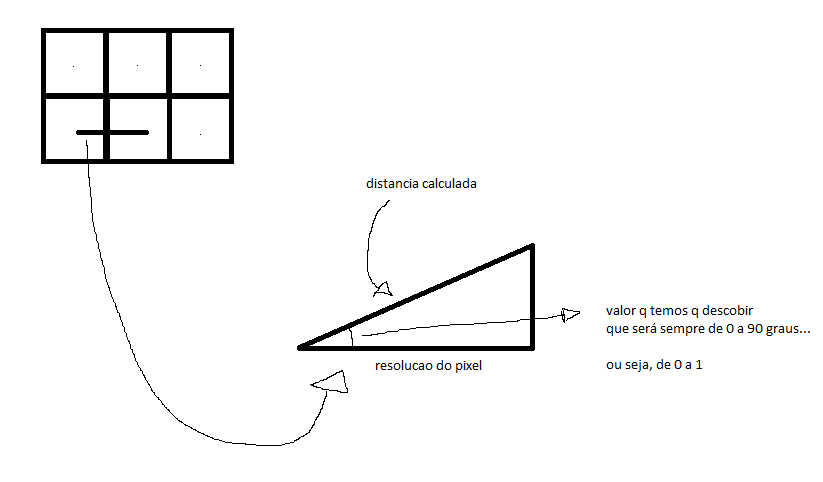 distancia calculada
valor q temos q descobir
que será sempre de 0 a 90 graus...
ou seja, de 0 a 1
resolucao do pixel